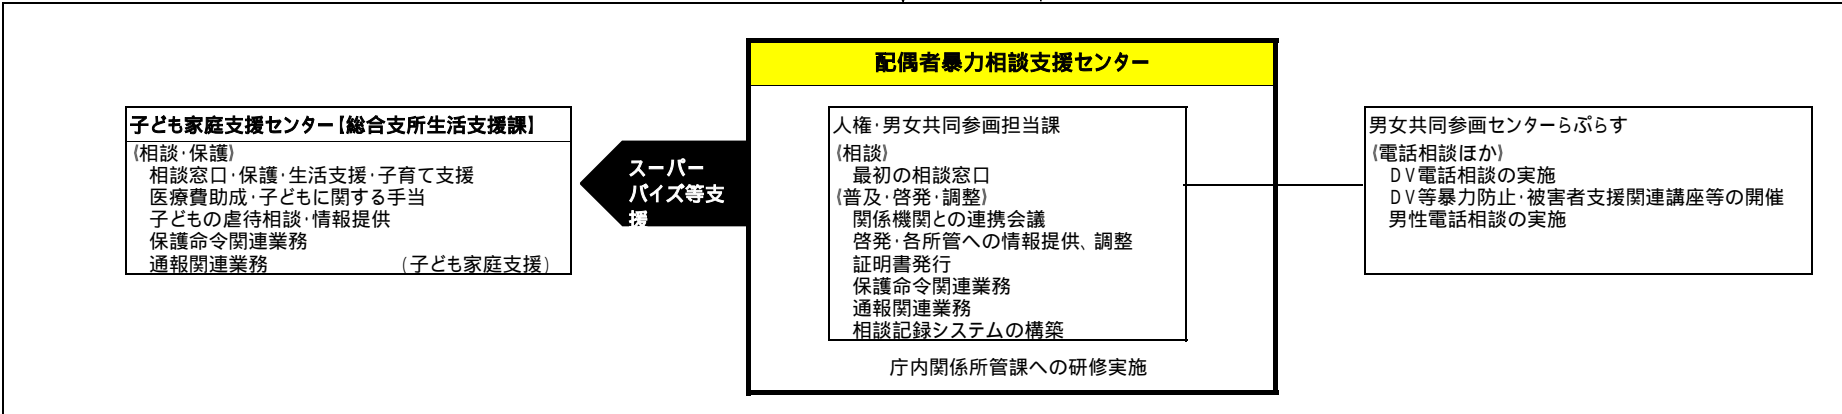 配偶者暴力相談支援センター
子ども家庭支援センター【総合支所生活支援課】
(相談・保護)
相談窓口・保護・生活支援・子育て支援
医療費助成・子どもに関する手当
子どもの虐待相談・情報提供
保護命令関連業務
通報関連業務 (子ども家庭支援)
スーパー
バイズ等支
援
人権・男女共同参画担当課
(相談)
最初の相談窓口
(普及・啓発・調整)
関係機関との連携会議
啓発・各所管への情報提供、調整
証明書発行
保護命令関連業務
通報関連業務
相談記録システムの構築
庁内関係所管課への研修実施
男女共同参画センターらぷらす
(電話相談ほか)
DV電話相談の実施
DV等暴力防止・被害者支援関連講座等の開催
男性電話相談の実施